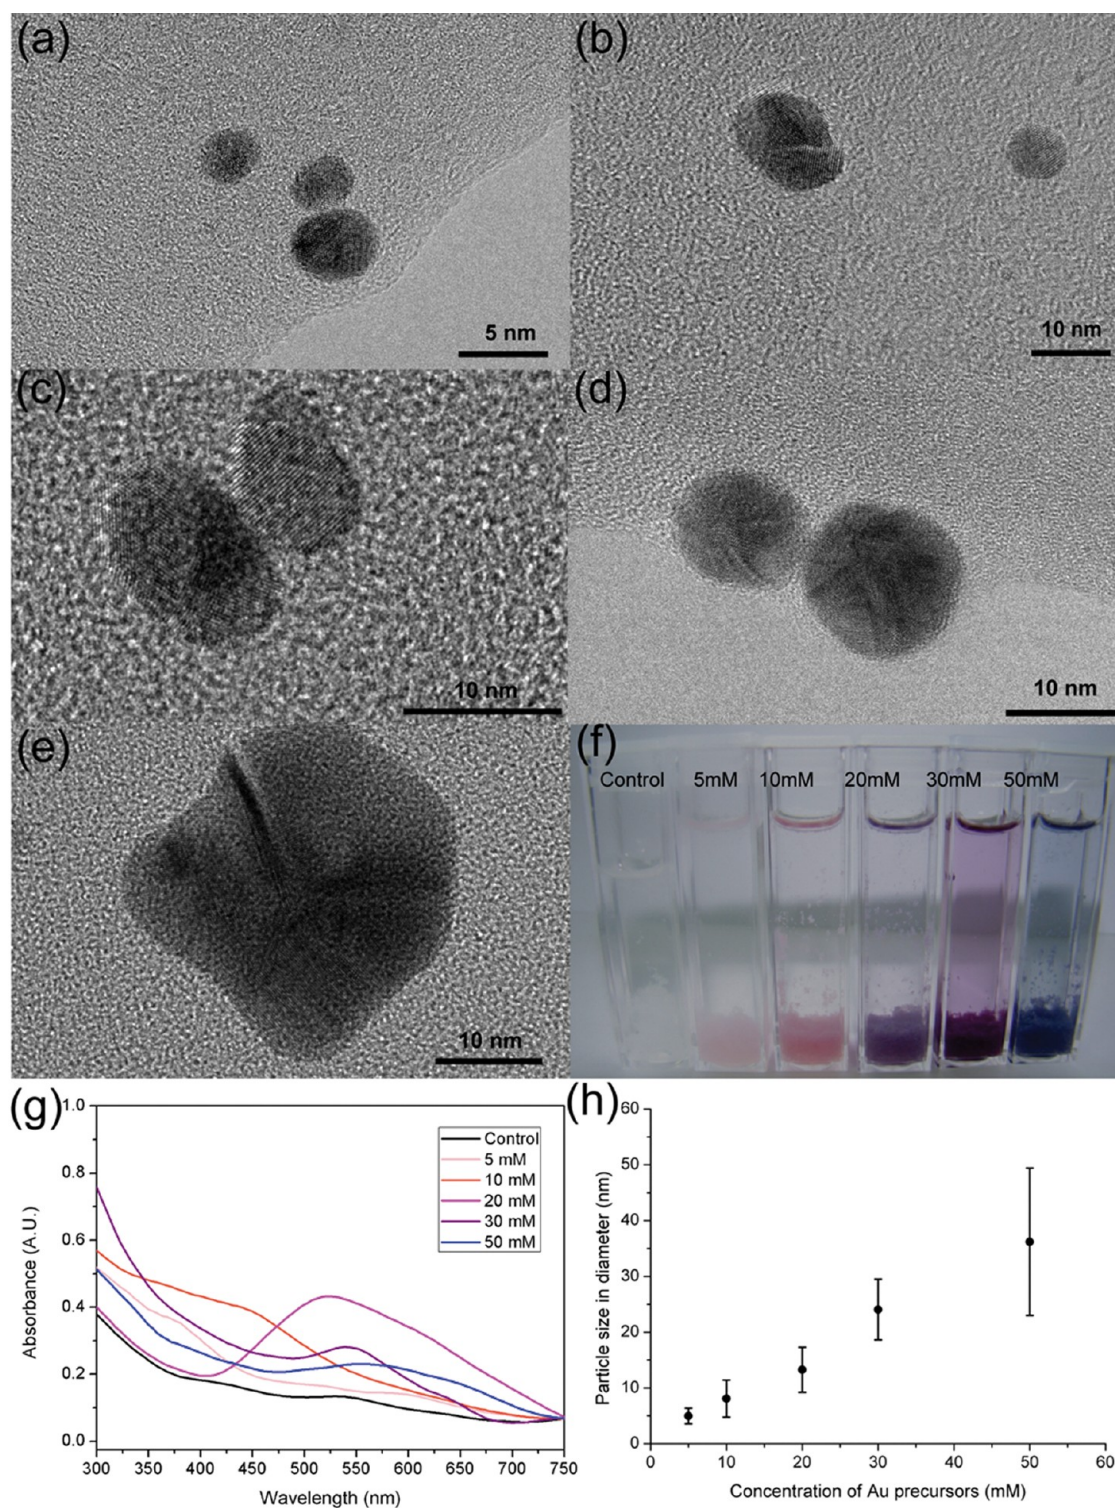 (a)
(b)
5 nm
10 nm
(c)
(d)
10 nm
10 nm
(e)
(f)
Control 5mM 10mM 20mM 30mM 50mM
10 nm
(g)
(h)
1.0
0.8
0.6
0.4
0.2
0.0
Absorbance (A.U.)
Control
5 mM
10 mM
20 mM
30 mM
50 mM
300 350 400 450 500 550 600 650 700 750
Wavelength (nm)
60
50
40
30
20
10
0
Particle size in diameter (nm)
0 10 20 30 40 50 60
Concentration of Au precursors (mM)